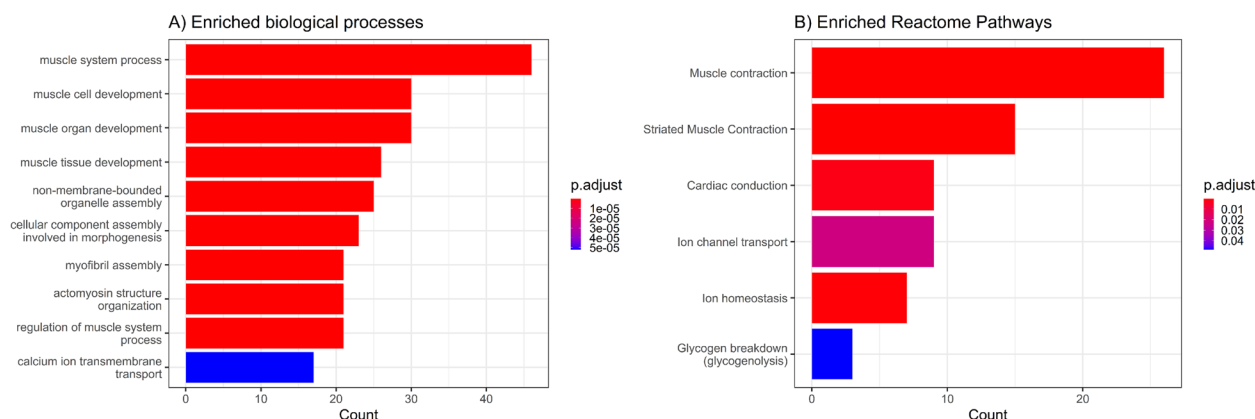 A) Enriched biological processes
muscle system process
muscle cell development
muscle organ development
muscle tissue development
non-membrane-bounded
organelle assembly
cellular component assembly
involved in morphogenesis
myofibril assembly
actomyosin structure
organization
regulation of muscle system
process
calcium ion transmembrane
transport
0 10 20 30 40
Count
p.adjust
1e-05
2e-05
3e-05
4e-05
5e-05
B) Enriched Reactome Pathways
Muscle contraction
Striated Muscle Contraction
Cardiac conduction
Ion channel transport
Ion homeostasis
Glycogen breakdown
(glycogenolysis)
0 10 20
Count
p.adjust
0.01
0.02
0.03
0.04